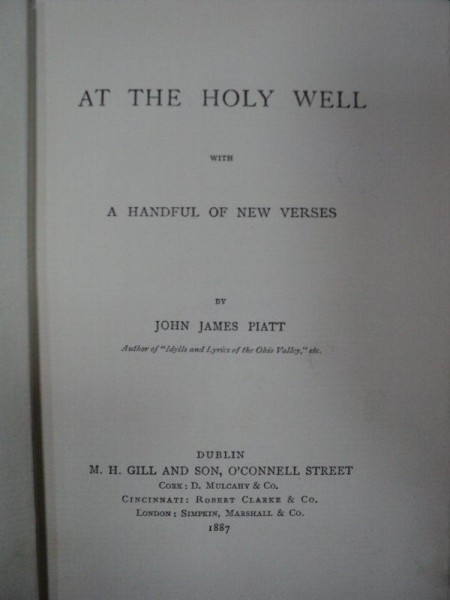 AT THE HOLY WELL
WITH
A HANDFUL OF NEW VERSES
BY
JOHN JAMES PIATT
Author of "Idylls and Lyrics of the Ohio Valley," etc.
DUBLIN
M. H. GILL AND SON, O'CONNELL STREET
CORK: D. MULCAHY & CO.
CINCINNATI: ROBERT CLARKE & CO.
LONDON: SIMPKIN, MARSHALL & CO.
1887